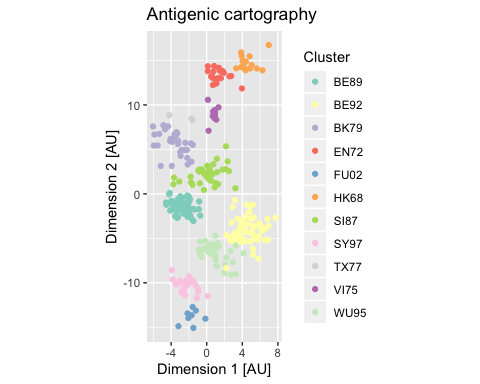 Antigenic cartography
Cluster
BE89
BE92
BK79
EN72
FU02
HK68
SI87
SY97
TX77
VI75
WU95
10
0
-10
Dimension 2 [AU]
-4 0 4 8
Dimension 1 [AU]